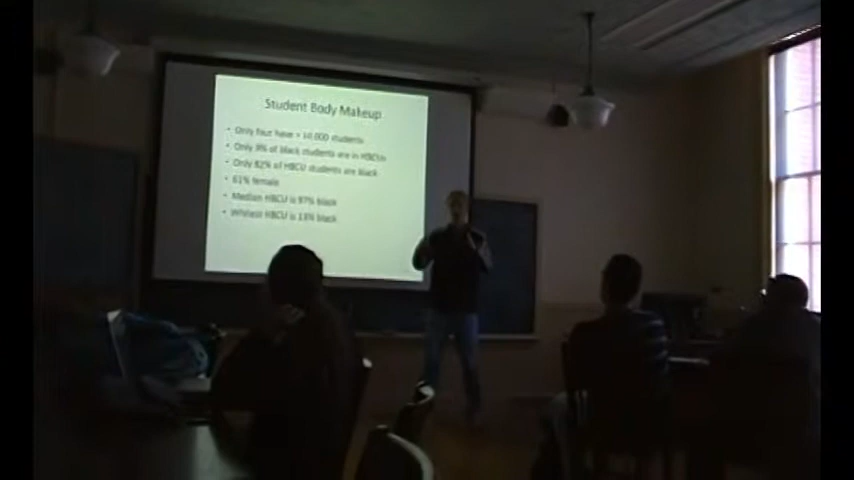 Student Body Makeup
• Only four have > 10,000 students
• Only 9% of black students are in HBCUs
• Only 82% of HBCU students are black
• 61% female
• Median HBCU is 97% black
• Whitest HBCU is 13% black